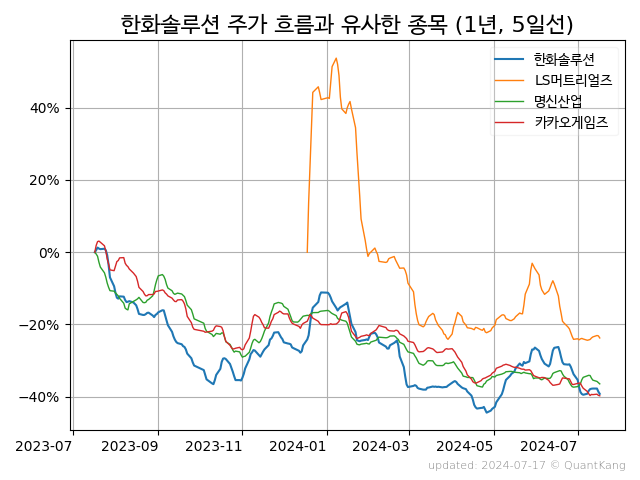 한화솔루션 주가 흐름과 유사한 종목 (1년, 5일선)
한화솔루션
LS머트리얼즈
명신산업
카카오게임즈
40%
20%
0%
−20%
−40%
2023-07 2023-09 2023-11 2024-01 2024-03 2024-05 2024-07
updated: 2024-07-17 © QuantKang